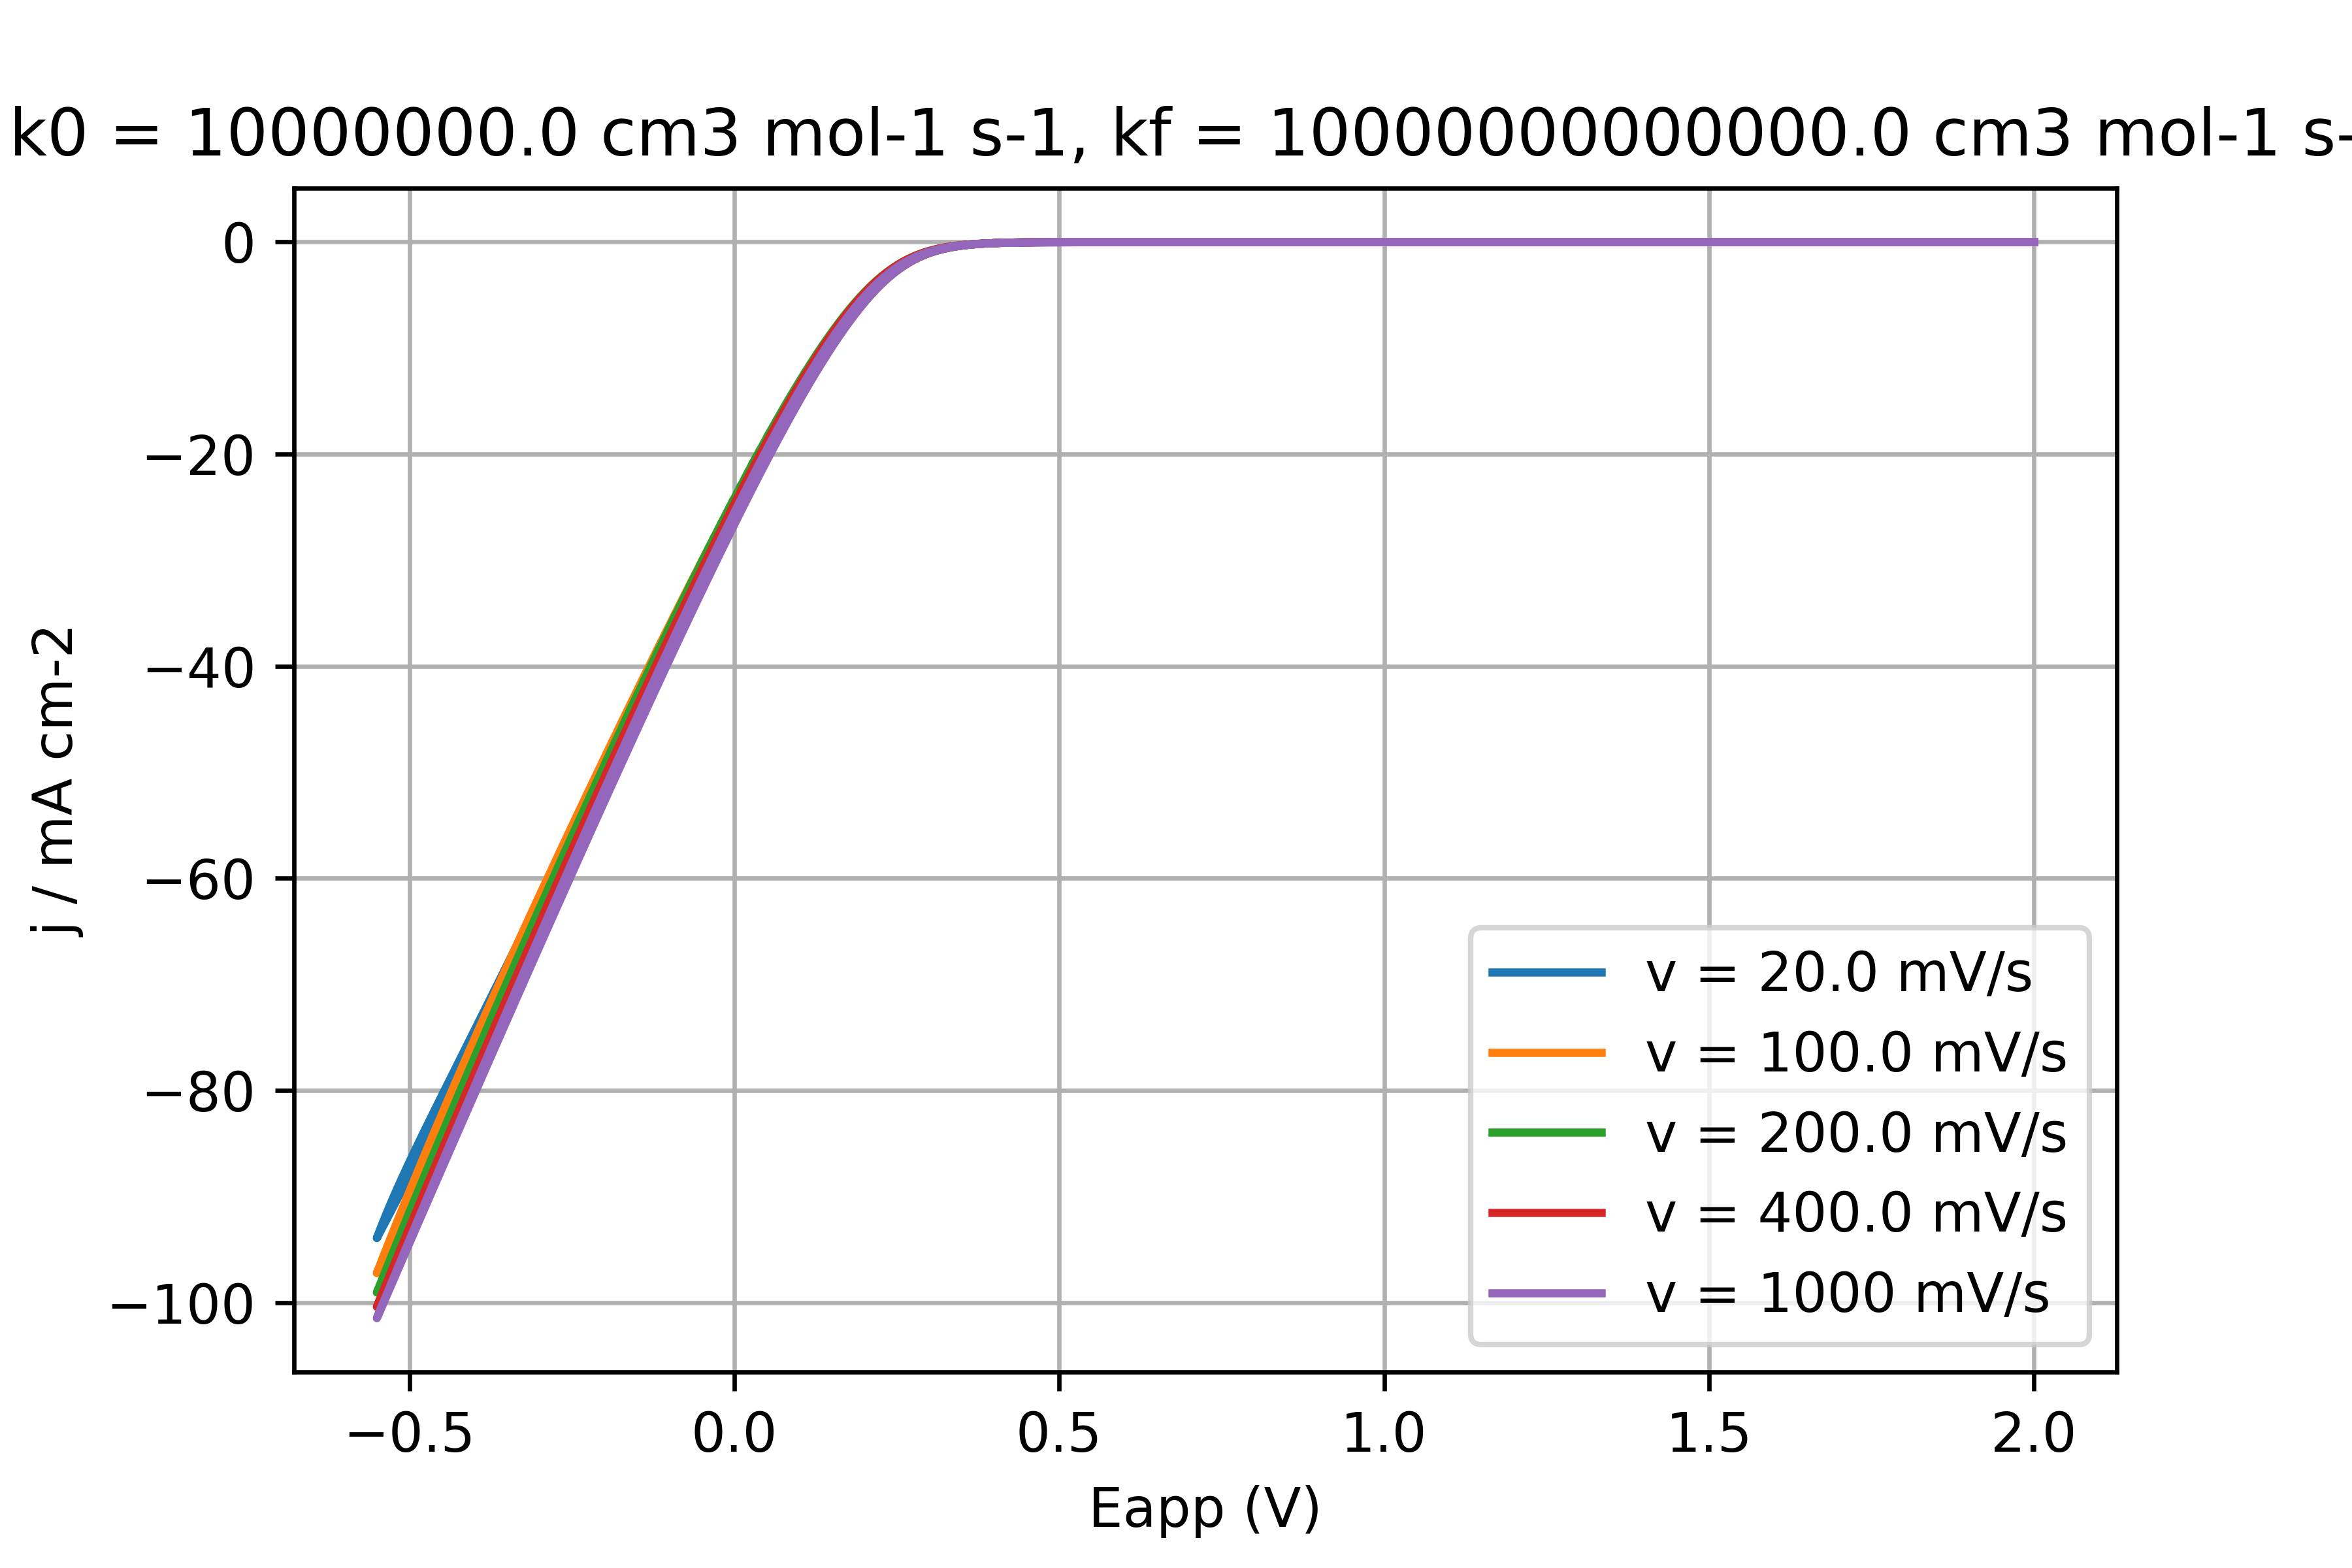 k0 = 10000000.0 cm3 mol-1 s-1, kf = 10000000000000.0 cm3 mol-1 s-
0
−20
−40
−60
−80
−100
j / mA cm-2
v = 20.0 mV/s
v = 100.0 mV/s
v = 200.0 mV/s
v = 400.0 mV/s
v = 1000 mV/s
−0.5 0.0 0.5 1.0 1.5 2.0
Eapp (V)